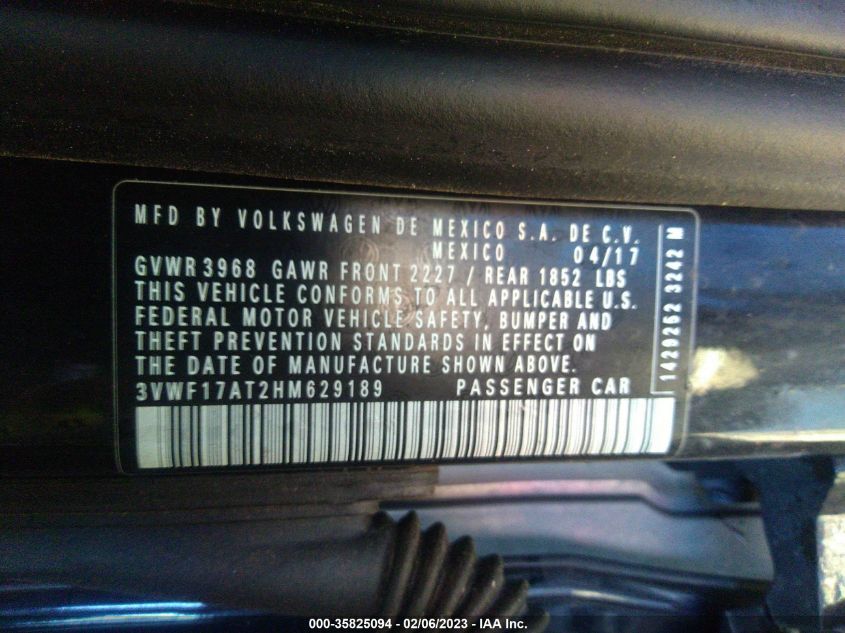 MFD BY VOLKSWAGEN DE MEXICO S.A. DE C.V.
MEXICO 04/17
GVWR 3968 GAWR FRONT 2227 / REAR 1852 LBS
THIS VEHICLE CONFORMS TO ALL APPLICABLE U.S.
FEDERAL MOTOR VEHICLE SAFETY, BUMPER AND
THEFT PREVENTION STANDARDS IN EFFECT ON
THE DATE OF MANUFACTURE SHOWN ABOVE.
3VWF17AT2HM629189 PASSENGER CAR
1429262 3242 M
000-35825094 - 02/06/2023 - IAA Inc.